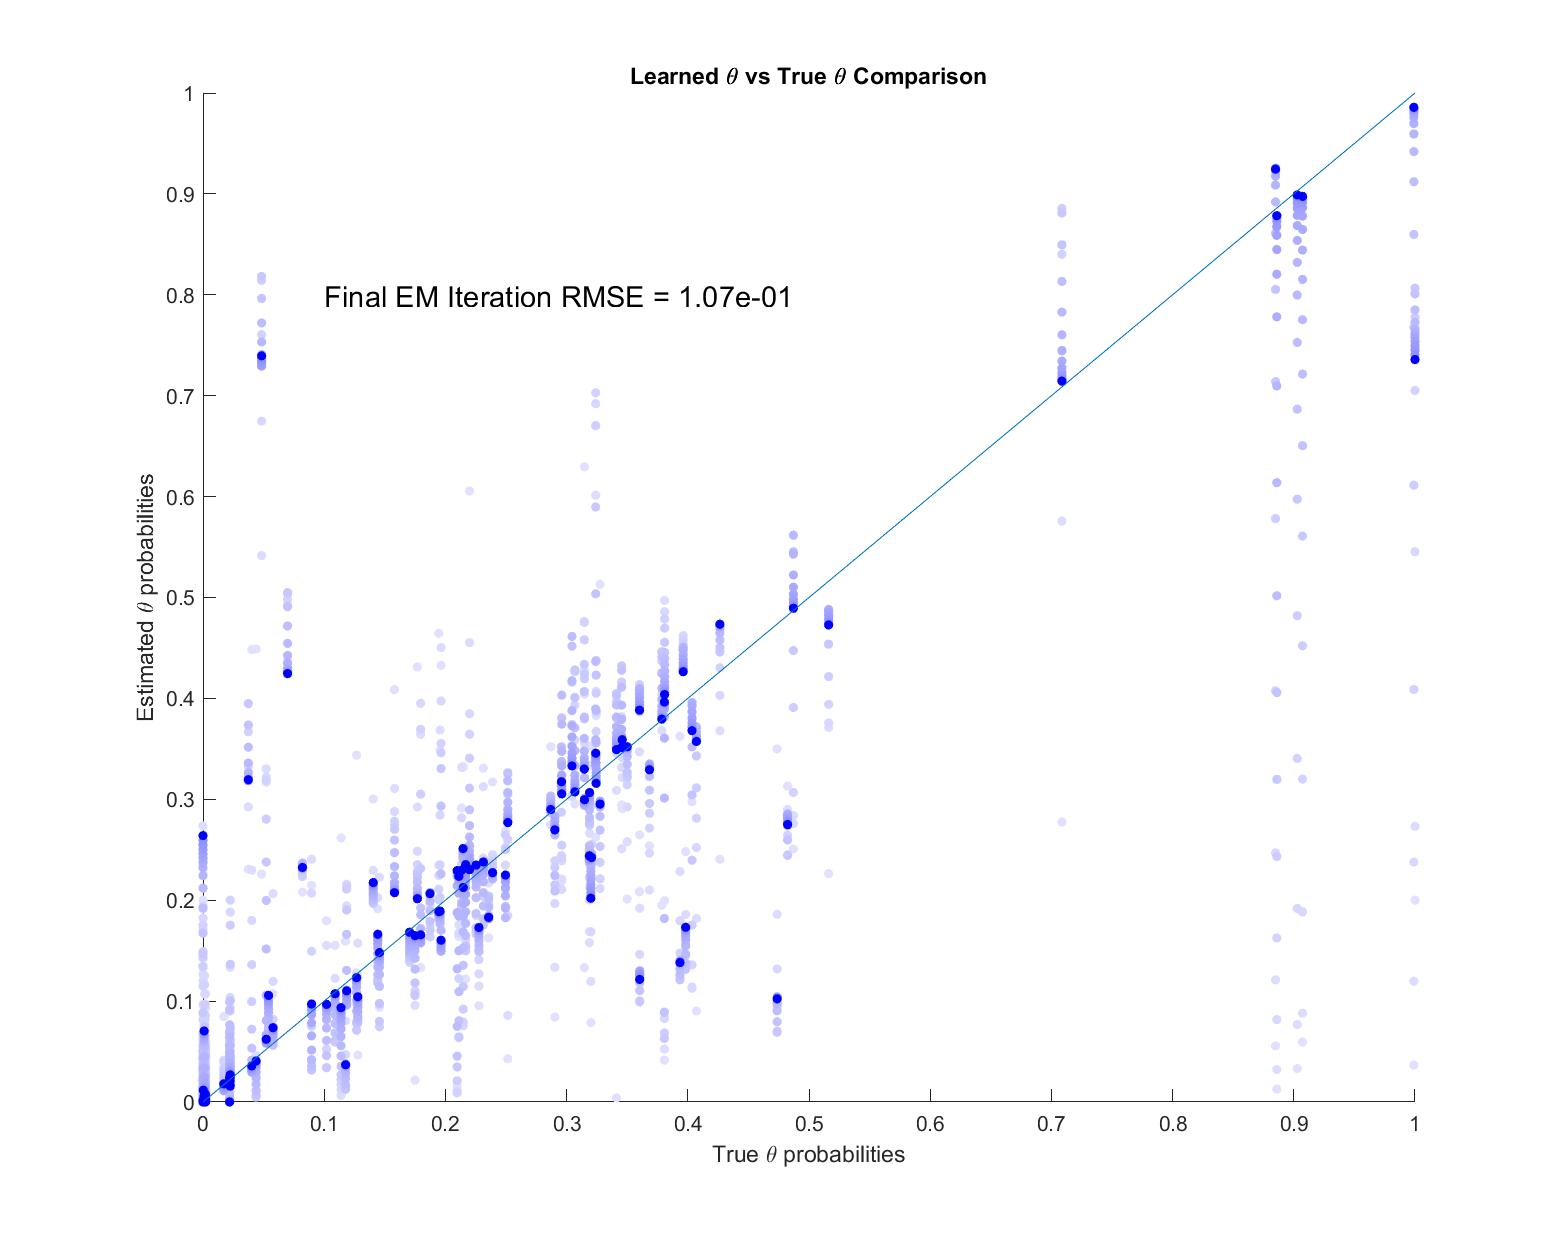 Learned θ vs True θ Comparison
1
0.9
0.8
0.7
0.6
0.5
0.4
0.3
0.2
0.1
0
Final EM Iteration RMSE = 1.07e-01
Estimated θ probabilities
0 0.1 0.2 0.3 0.4 0.5 0.6 0.7 0.8 0.9 1
True θ probabilities